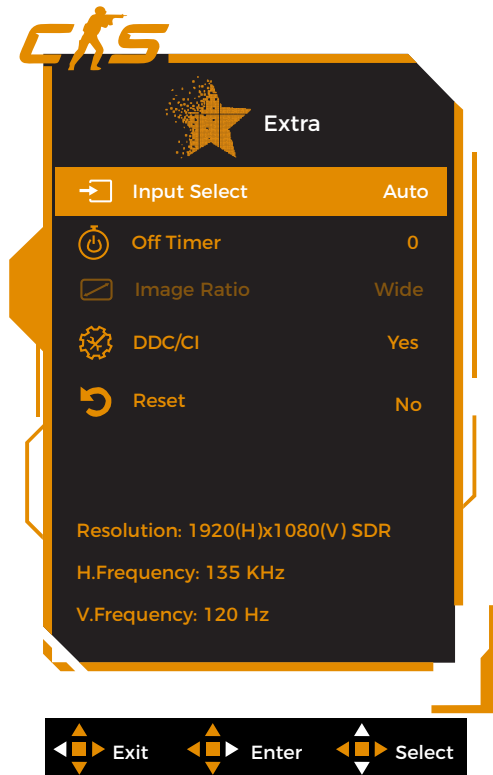 CS
Extra
Input Select Auto
Off Timer 0
Image Ratio Wide
DDC/CI Yes
Reset No
Resolution: 1920(H)x1080(V) SDR
H.Frequency: 135 KHz
V.Frequency: 120 Hz
Exit Enter Select